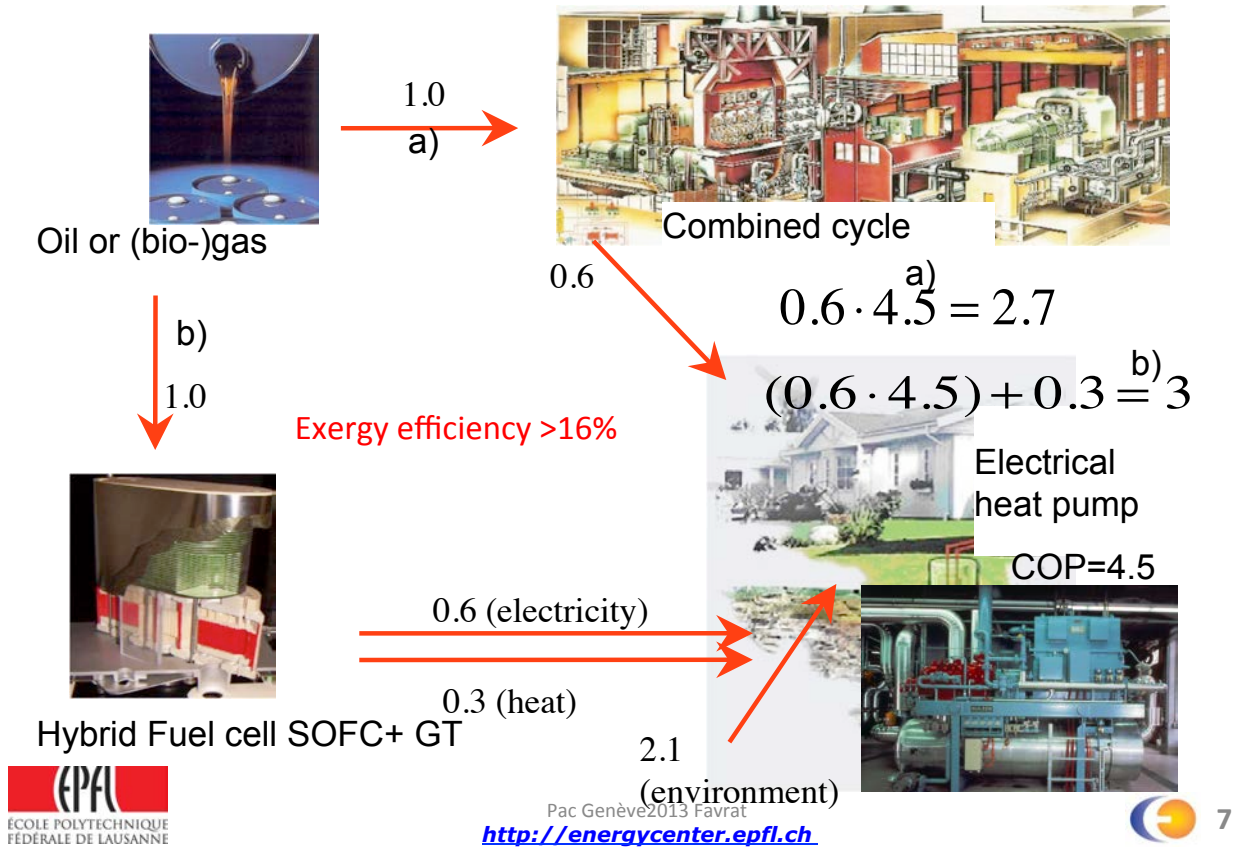 1.0
a)
Oil or (bio-)gas
Combined cycle
0.6
a)
0.6 · 4.5 = 2.7
b)
1.0
b)
(0.6 · 4.5) + 0.3 = 3
Exergy efficiency >16%
Electrical
heat pump
COP=4.5
0.6 (electricity)
0.3 (heat)
Hybrid Fuel cell SOFC+ GT
2.1
(environment)
EPFL
ÉCOLE POLYTECHNIQUE
FÉDÉRALE DE LAUSANNE
Pac Genève2013 Favrat
http://energycenter.epfl.ch
7